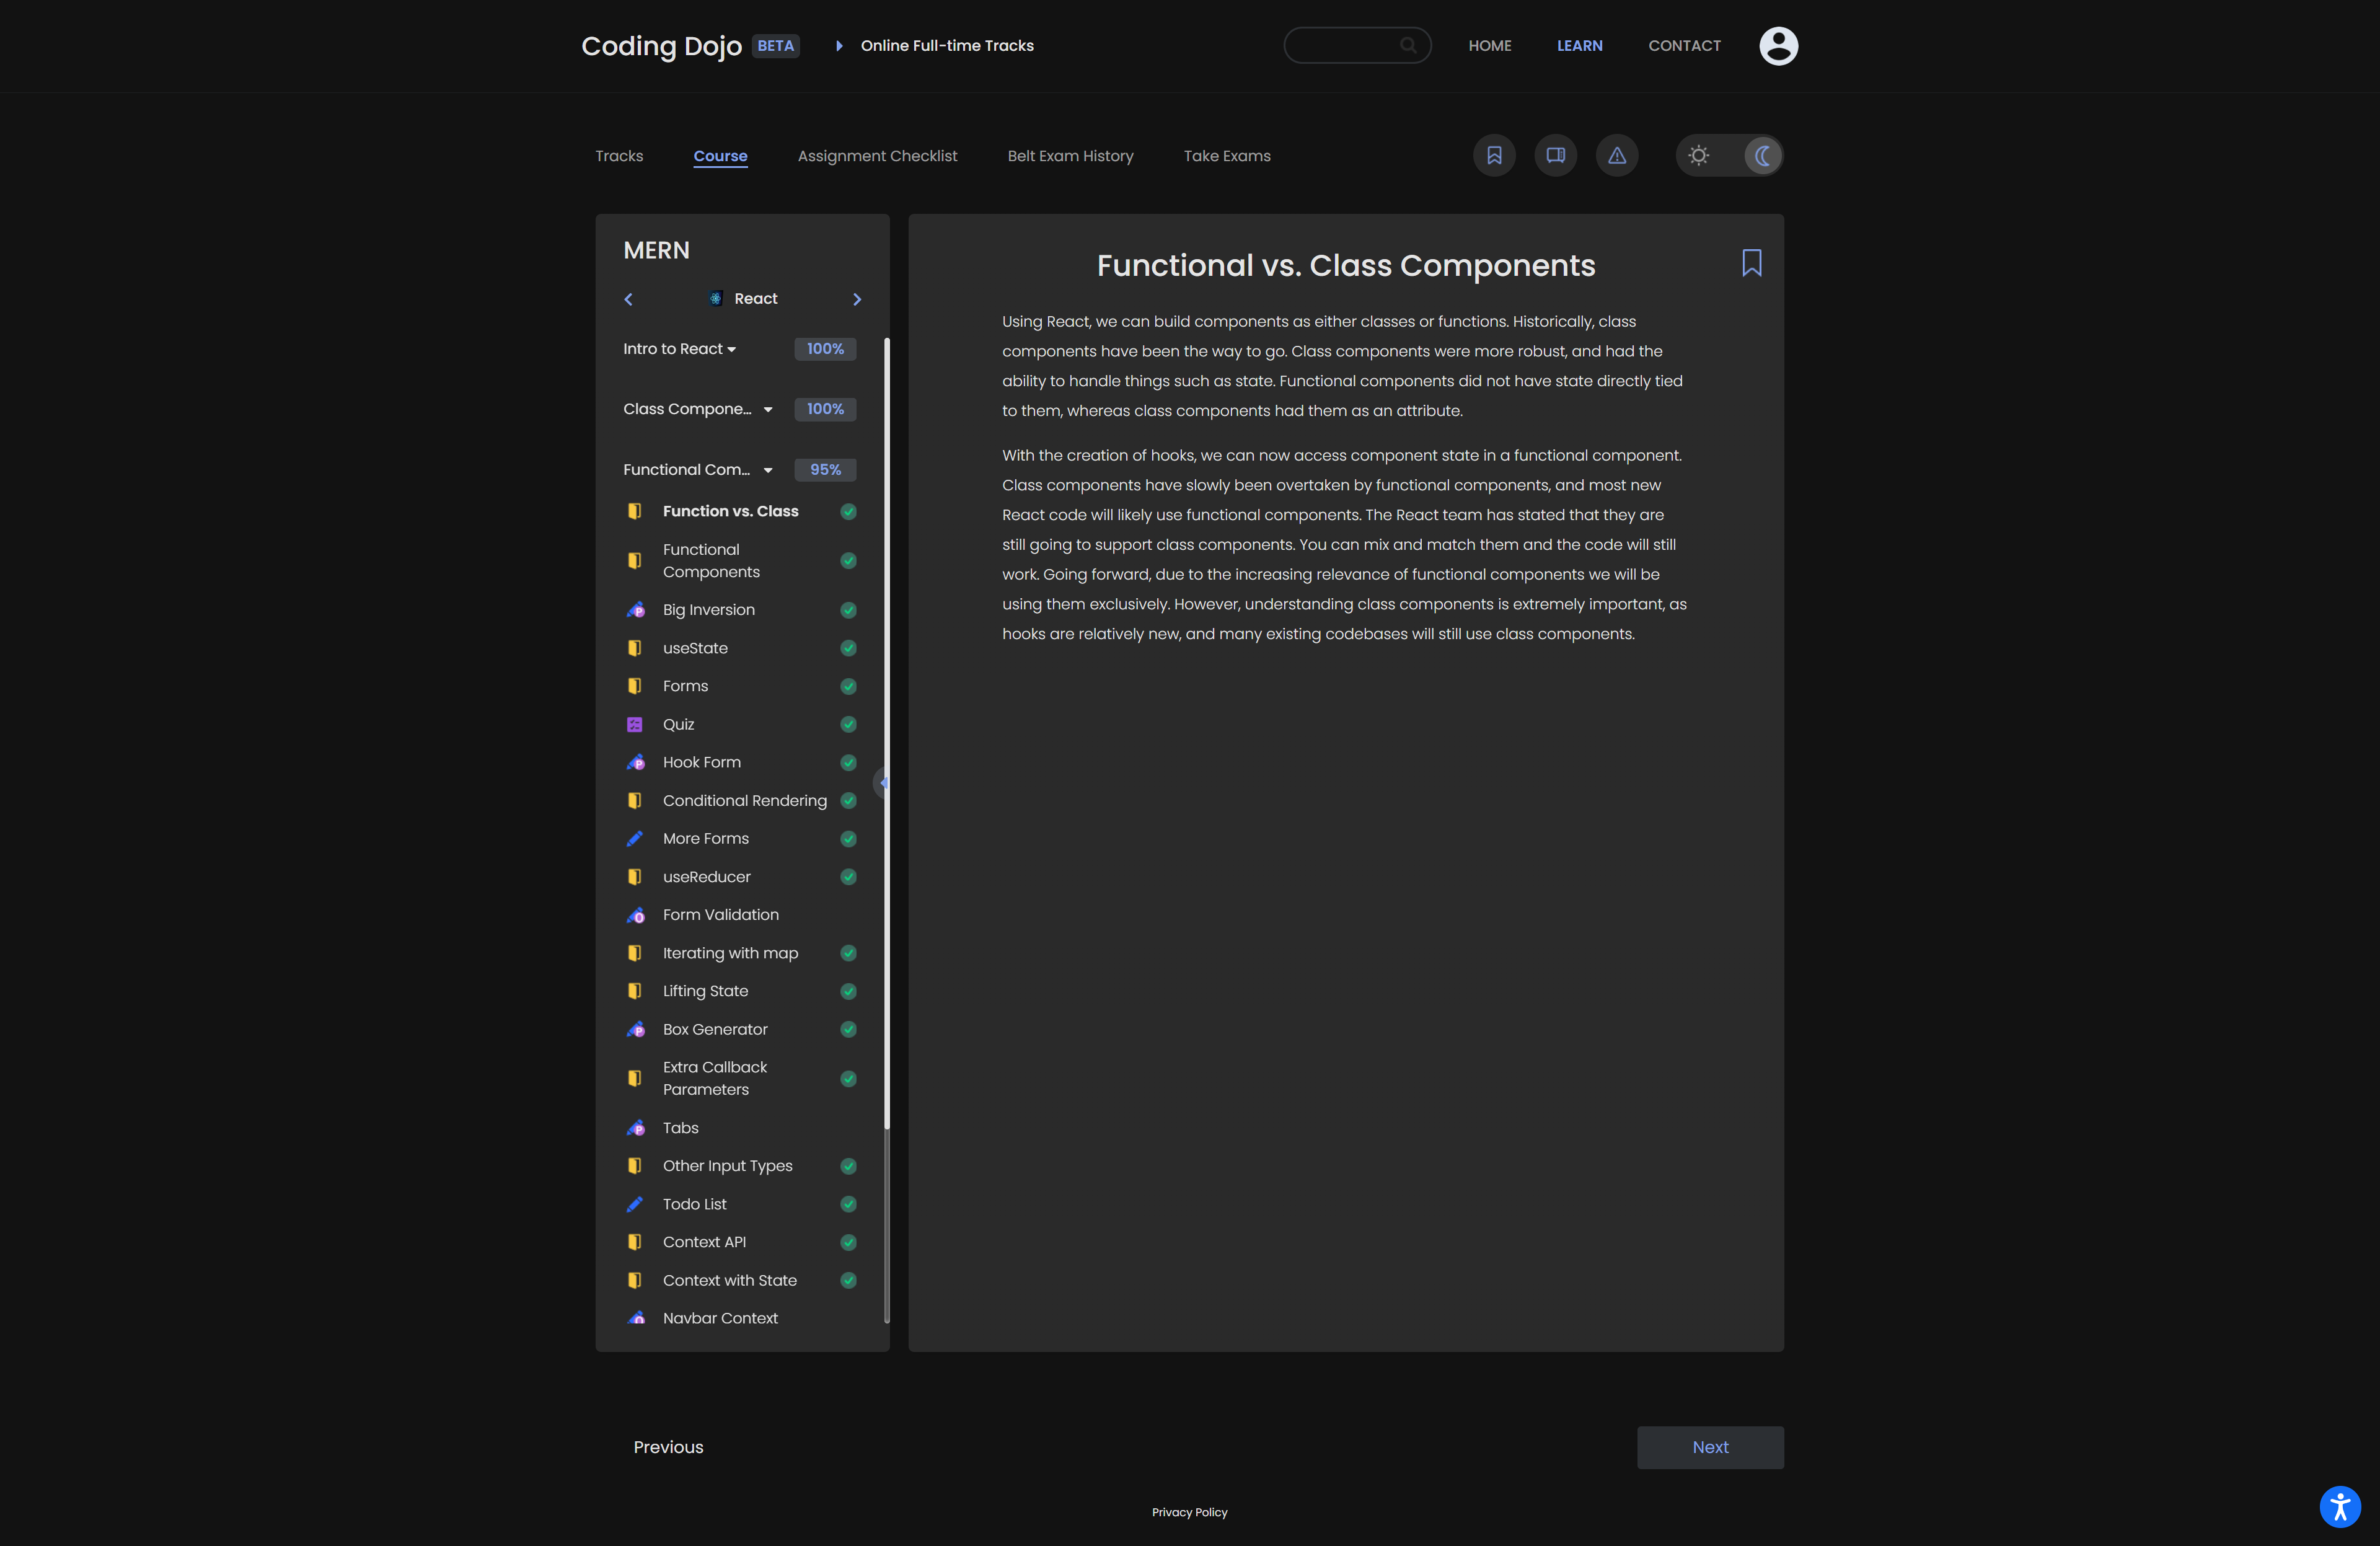 Coding Dojo BETA Online Full-time Tracks HOME LEARN CONTACT
Tracks Course Assignment Checklist Belt Exam History Take Exams
MERN
React
Intro to React 100%
Class Compone... 100%
Functional Com... 95%
Function vs. Class
Functional
Components
Big Inversion
useState
Forms
Quiz
Hook Form
Conditional Rendering
More Forms
useReducer
Form Validation
Iterating with map
Lifting State
Box Generator
Extra Callback
Parameters
Tabs
Other Input Types
Todo List
Context API
Context with State
Navbar Context
Functional vs. Class Components
Using React, we can build components as either classes or functions. Historically, class
components have been the way to go. Class components were more robust, and had the
ability to handle things such as state. Functional components did not have state directly tied
to them, whereas class components had them as an attribute.
With the creation of hooks, we can now access component state in a functional component.
Class components have slowly been overtaken by functional components, and most new
React code will likely use functional components. The React team has stated that they are
still going to support class components. You can mix and match them and the code will still
work. Going forward, due to the increasing relevance of functional components we will be
using them exclusively. However, understanding class components is extremely important, as
hooks are relatively new, and many existing codebases will still use class components.
Previous
Next
Privacy Policy